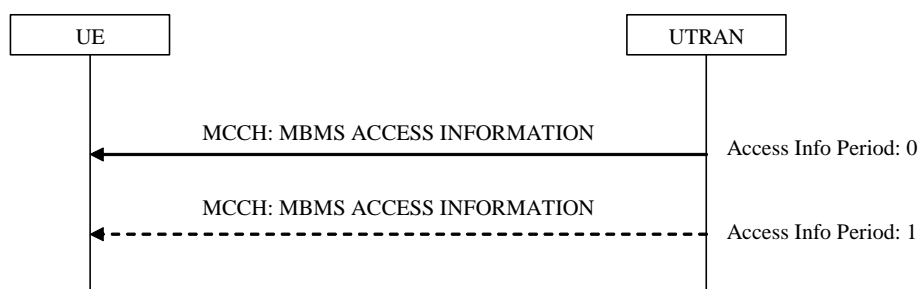 UE
UTRAN
MCCH: MBMS ACCESS INFORMATION
Access Info Period: 0
MCCH: MBMS ACCESS INFORMATION
Access Info Period: 1